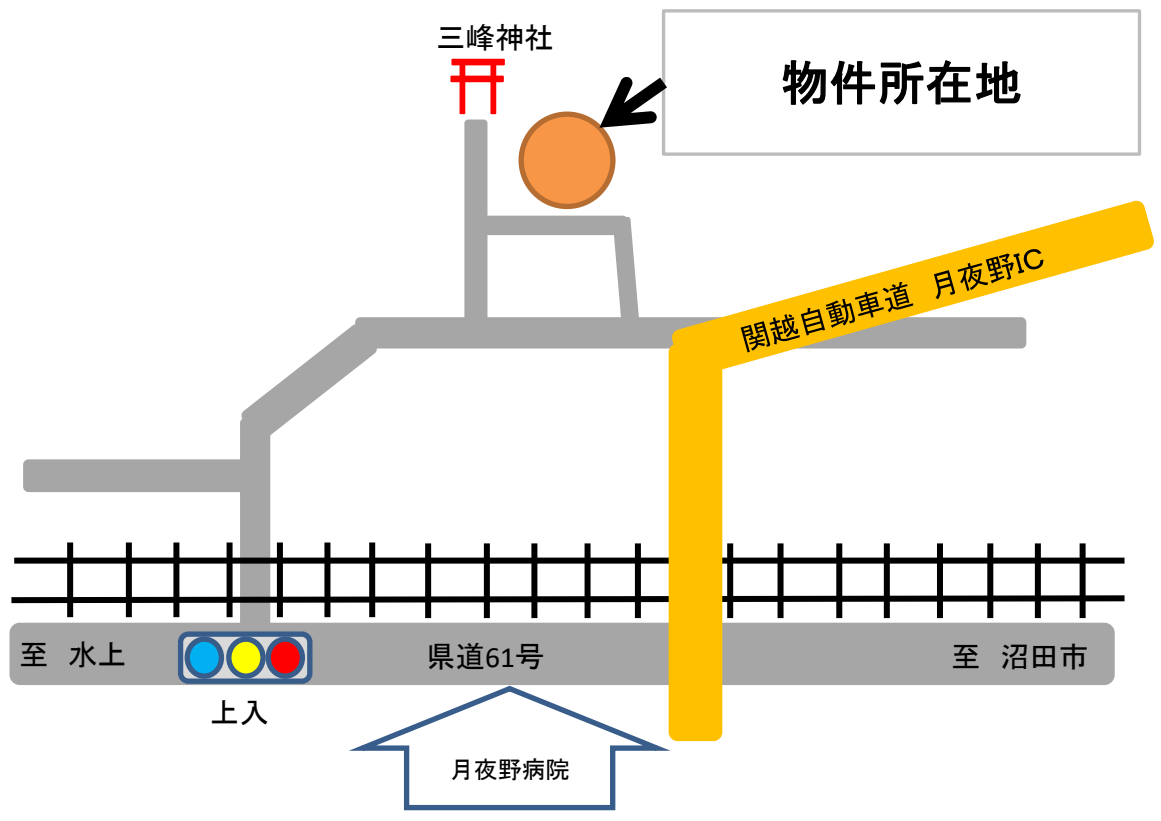 三峰神社
物件所在地
関越自動車道　月夜野IC
至　水上
県道61号
至　沼田市
上入
月夜野病院